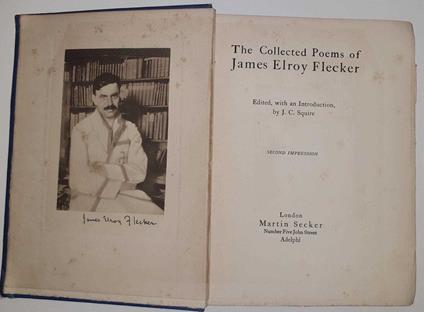 James Elroy Flecker
The Collected Poems of
James Elroy Flecker
Edited, with an Introduction,
by J. C. Squire
SECOND IMPRESSION
London
Martin Secker
Number Five John Street
Adelphi